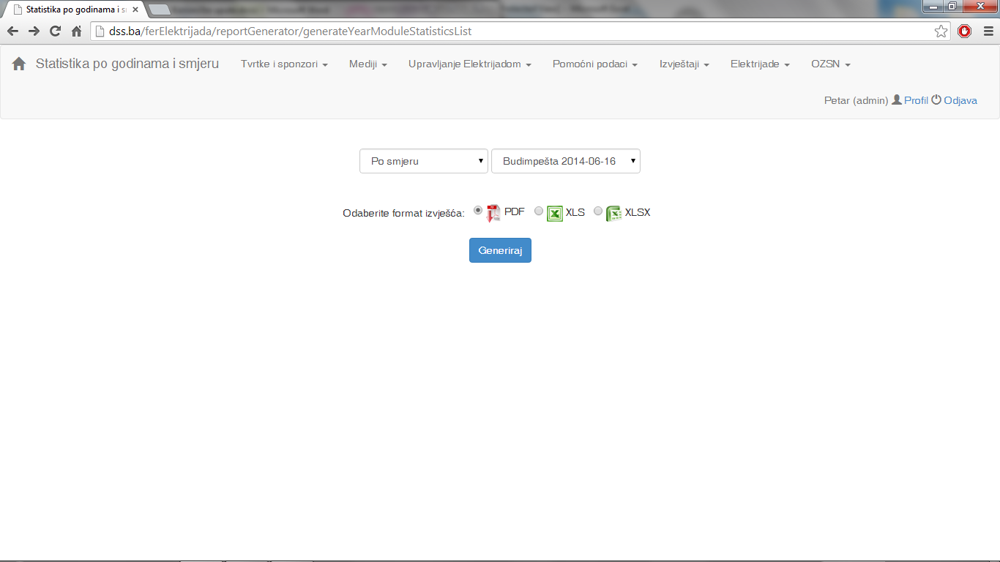 Statistika po godinama i s
dss.ba/ferElektrijada/reportGenerator/generateYearModuleStatisticsList
Statistika po godinama i smjeru Tvrtke i sponzori Mediji Upravljanje Elektrijadom Pomoćni podaci Izvještaji Elektrijade OZSN
Petar (admin) Profil Odjava
Po smjeru Budimpešta 2014-06-16
Odaberite format izvješća: PDF XLS XLSX
Generiraj